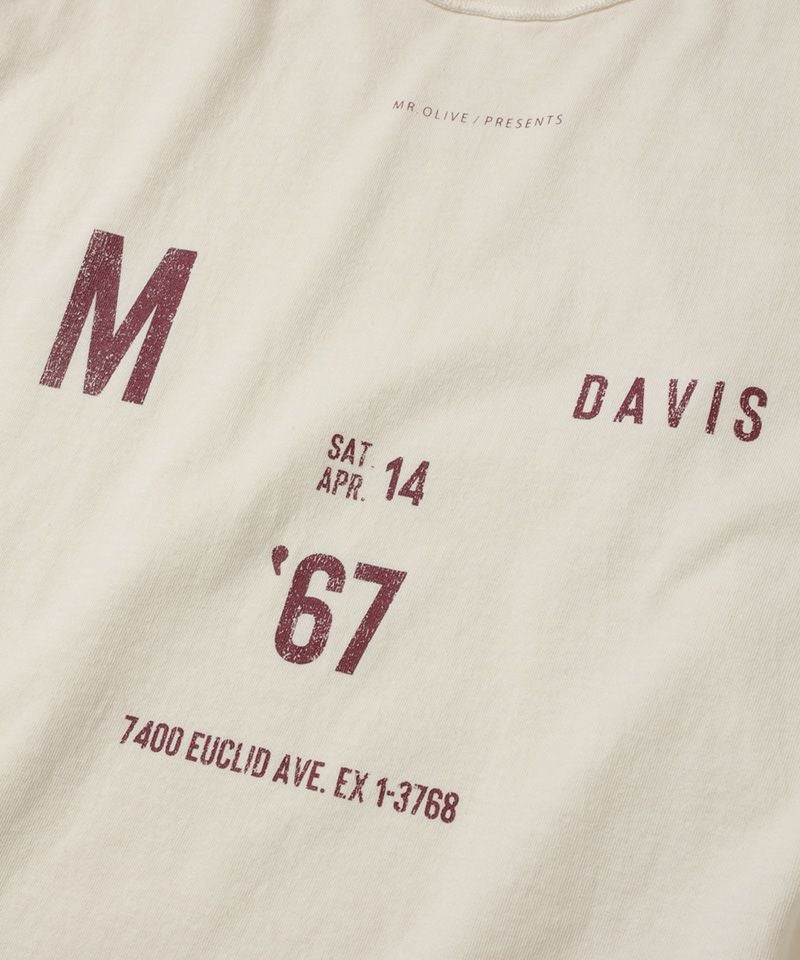 MR.OLIVE / PRESENTS
M
DAVIS
SAT.
APR. 14
'67
7400 EUCLID AVE. EX 1-3768